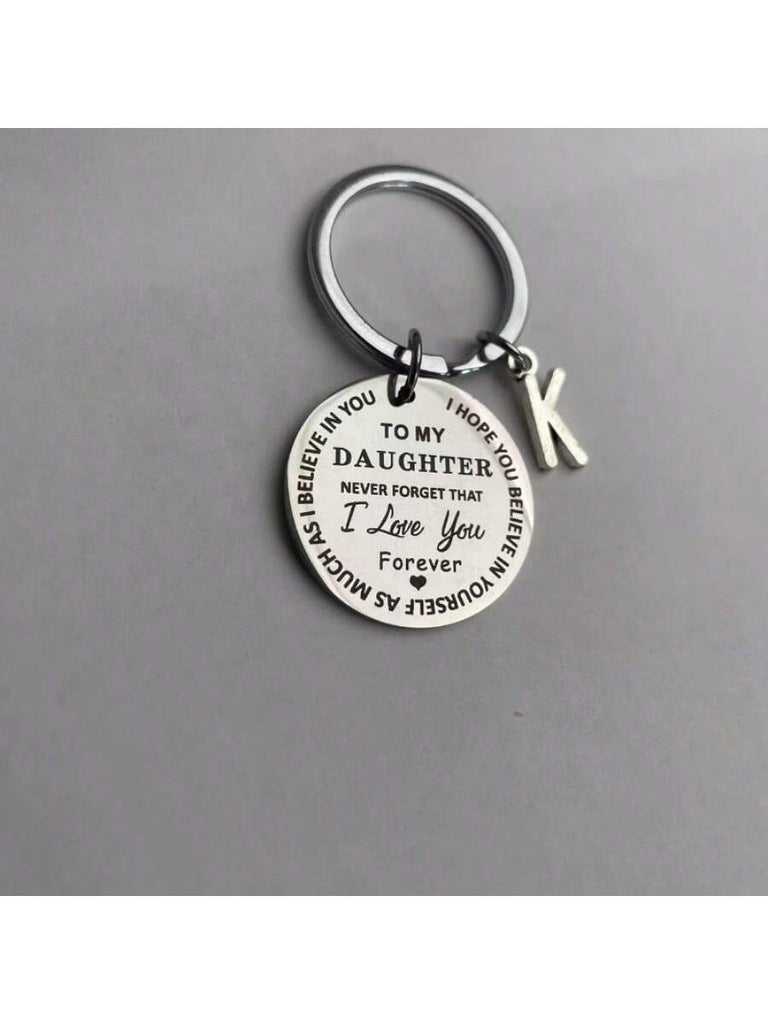 TO MY
DAUGHTER
NEVER FORGET THAT
I Love You
Forever
I HOPE YOU BELIEVE IN YOURSELF AS MUCH AS I BELIEVE IN YOU
K